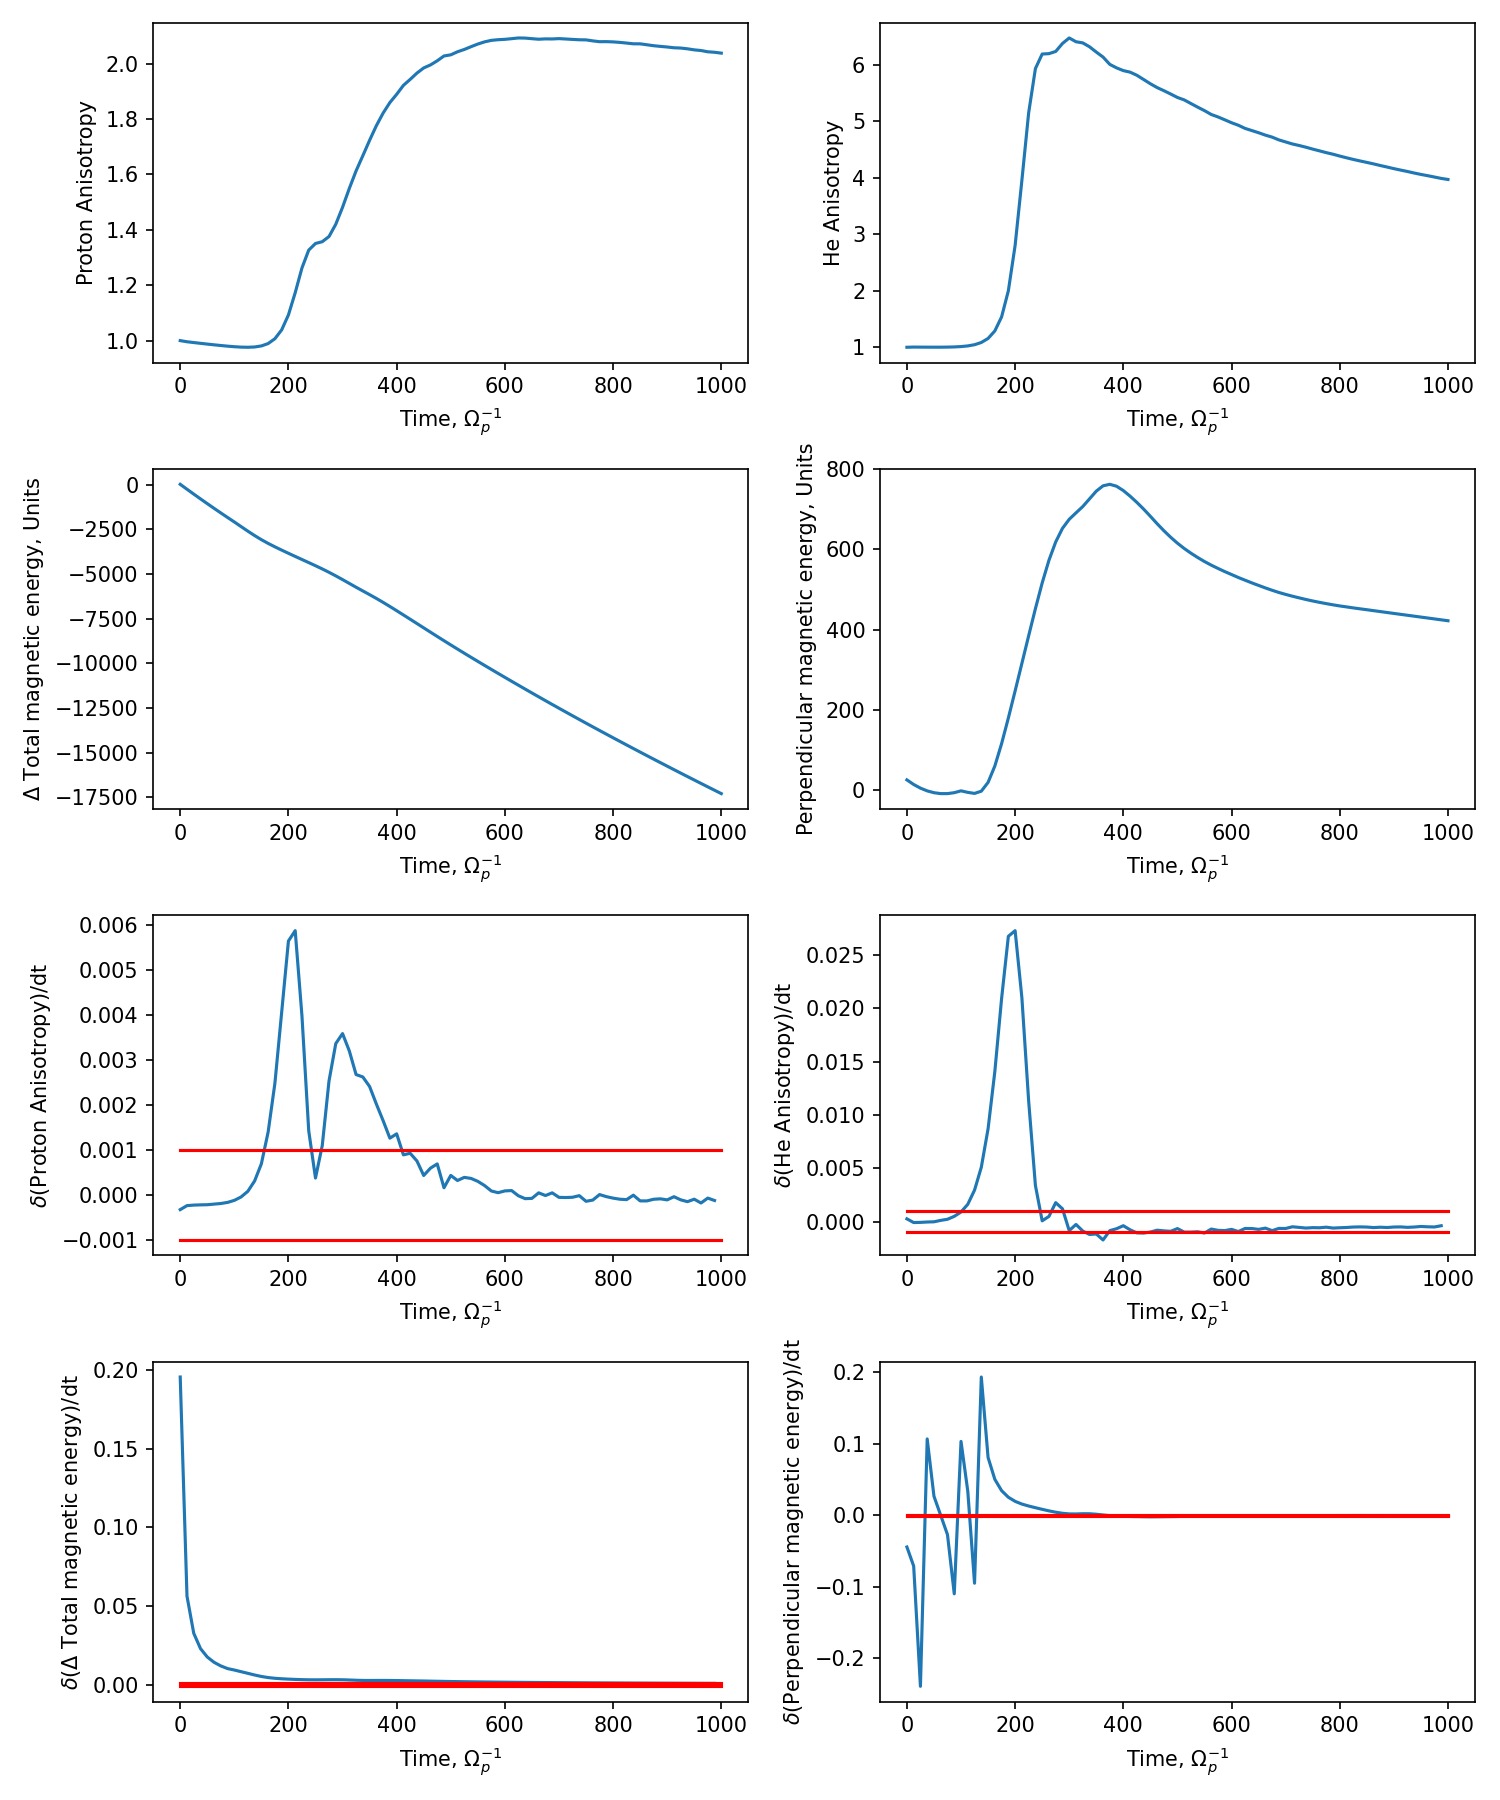 Proton Anisotropy
2.0
1.8
1.6
1.4
1.2
1.0
0 200 400 600 800 1000
Time, Ωp⁻¹
He Anisotropy
6
5
4
3
2
1
0 200 400 600 800 1000
Time, Ωp⁻¹
Δ Total magnetic energy, Units
0
−2500
−5000
−7500
−10000
−12500
−15000
−17500
0 200 400 600 800 1000
Time, Ωp⁻¹
Perpendicular magnetic energy, Units
800
600
400
200
0
0 200 400 600 800 1000
Time, Ωp⁻¹
δ(Proton Anisotropy)/dt
0.006
0.005
0.004
0.003
0.002
0.001
0.000
−0.001
0 200 400 600 800 1000
Time, Ωp⁻¹
δ(He Anisotropy)/dt
0.025
0.020
0.015
0.010
0.005
0.000
0 200 400 600 800 1000
Time, Ωp⁻¹
δ(Δ Total magnetic energy)/dt
0.20
0.15
0.10
0.05
0.00
0 200 400 600 800 1000
Time, Ωp⁻¹
δ(Perpendicular magnetic energy)/dt
0.2
0.1
0.0
−0.1
−0.2
0 200 400 600 800 1000
Time, Ωp⁻¹